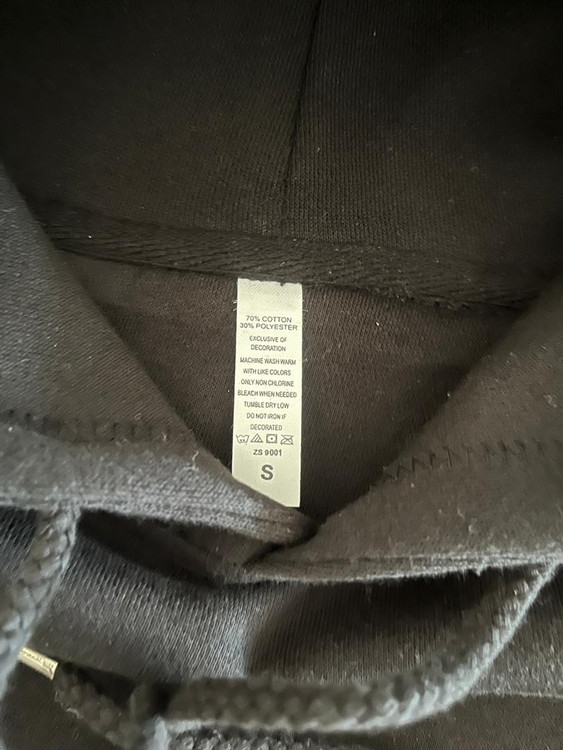 70% COTTON
30% POLYESTER
EXCLUSIVE OF
DECORATION
MACHINE WASH WARM
WITH LIKE COLORS
ONLY NON CHLORINE
BLEACH WHEN NEEDED
TUMBLE DRY LOW
DO NOT IRON IF
DECORATED
ZS 9001
S